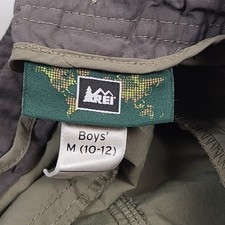 REI
Boys'
M (10-12)